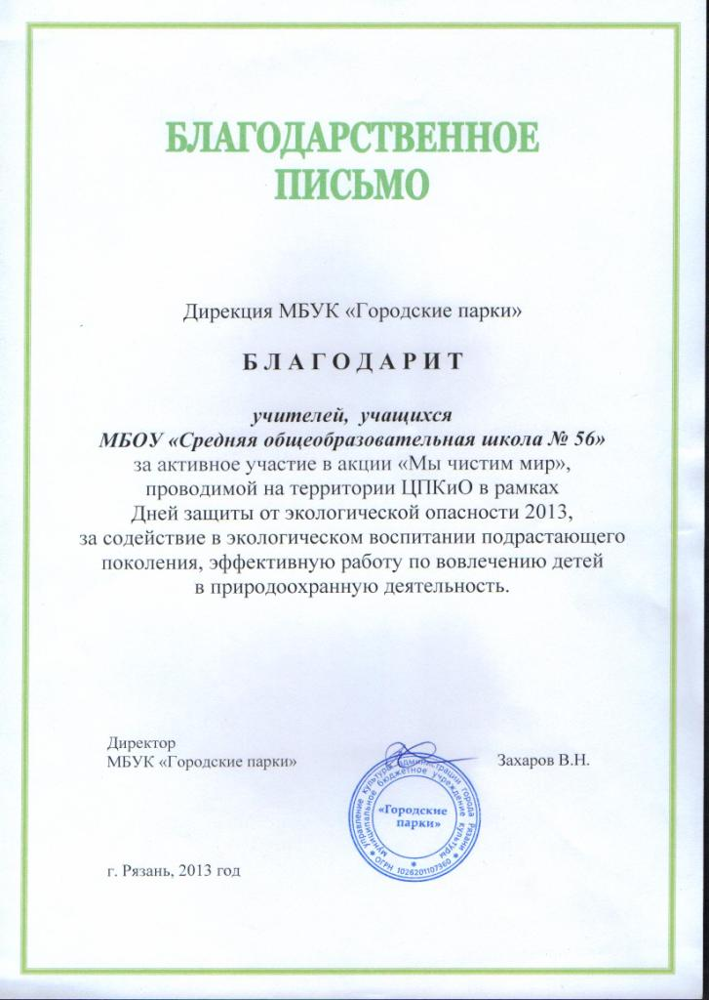 БЛАГОДАРСТВЕННОЕ
ПИСЬМО
Дирекция МБУК «Городские парки»
Б Л А Г О Д А Р И Т
учителей, учащихся
МБОУ «Средняя общеобразовательная школа № 56»
за активное участие в акции «Мы чистим мир»,
проводимой на территории ЦПКиО в рамках
Дней защиты от экологической опасности 2013,
за содействие в экологическом воспитании подрастающего
поколения, эффективную работу по вовлечению детей
в природоохранную деятельность.
Директор
МБУК «Городские парки»
Захаров В.Н.
управление культуры администрации города Рязани
Муниципальное бюджетное учреждение культуры
«Городские
парки»
ОГРН 1026201107360
г. Рязань, 2013 год